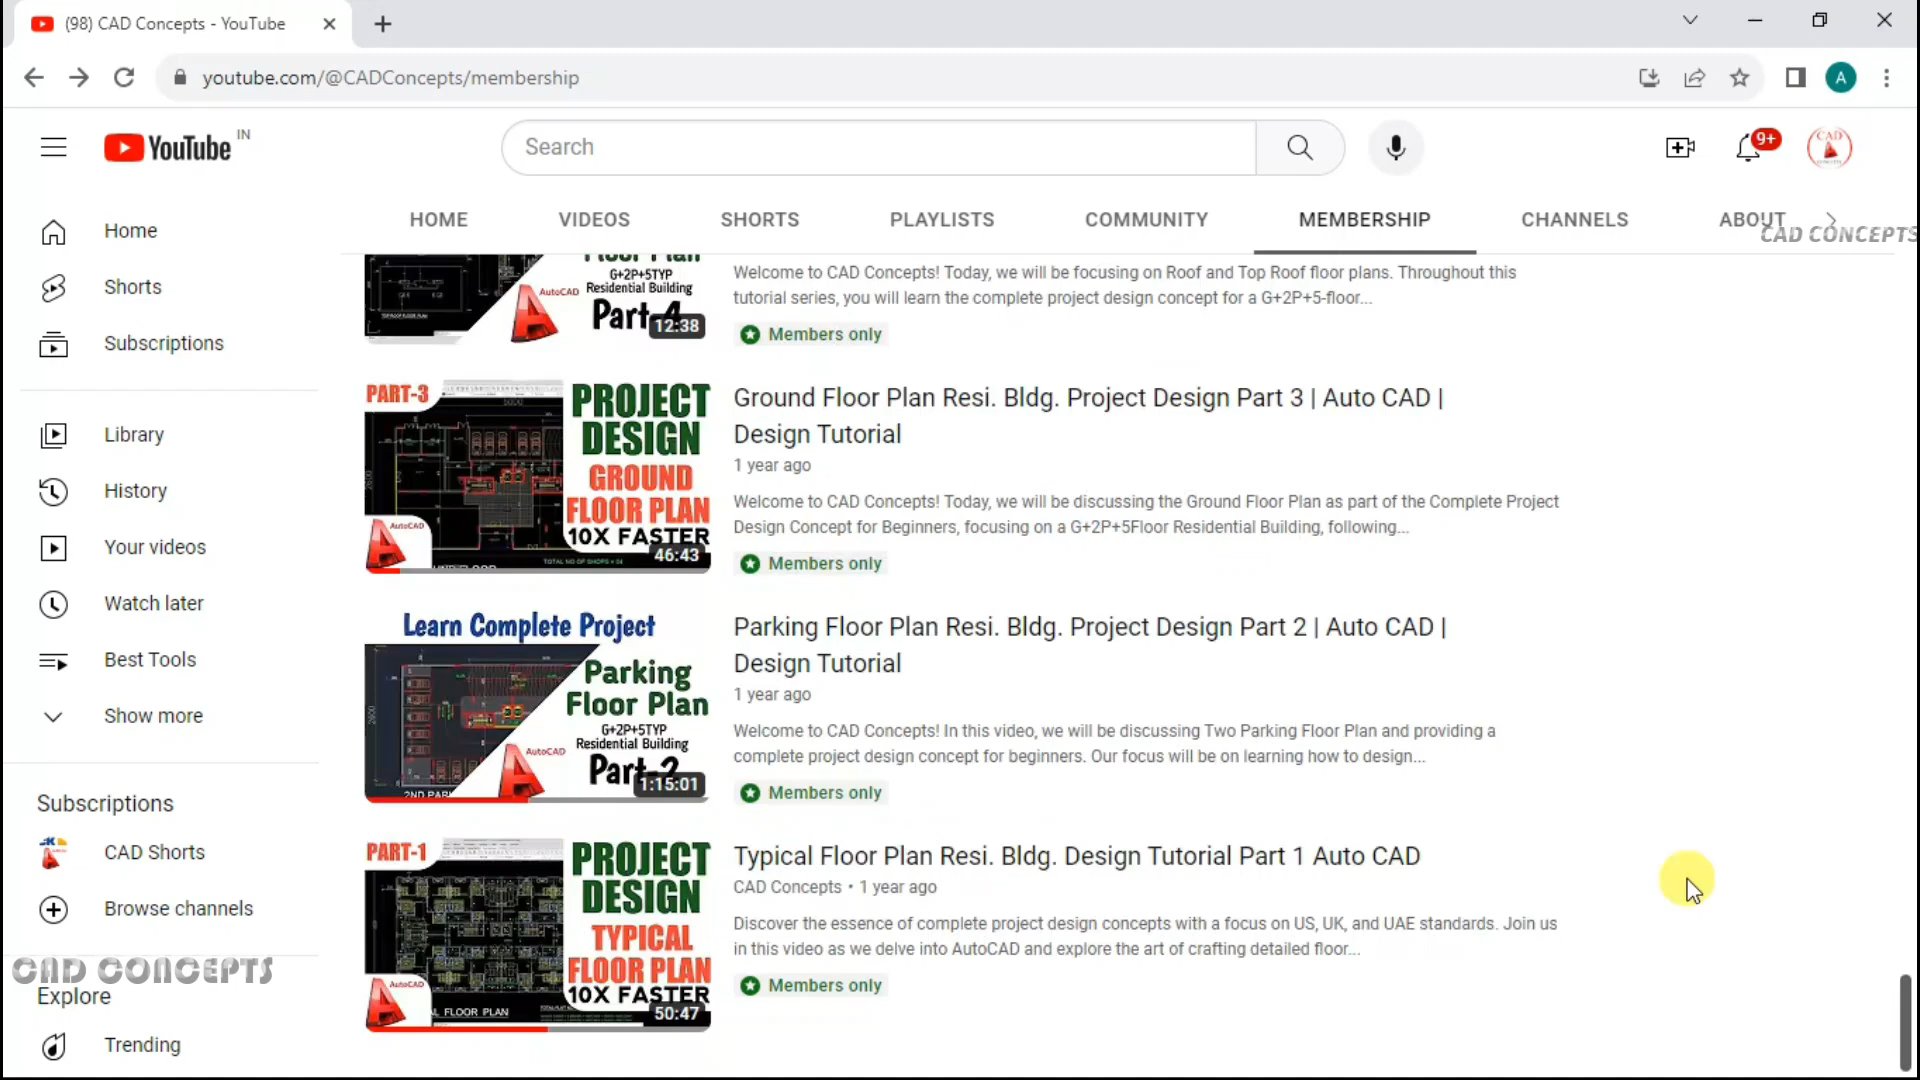 (98) CAD Concepts - YouTube
youtube.com/@CADConcepts/membership
A
YouTube IN
Search
9+
CAD
HOME VIDEOS SHORTS PLAYLISTS COMMUNITY MEMBERSHIP CHANNELS ABOUT
CAD CONCEPTS
Home
Shorts
Subscriptions
Library
History
Your videos
Watch later
Best Tools
Show more
Subscriptions
CAD Shorts
Browse channels
CAD CONCEPTS
Explore
Trending
Floor Plan
G+2P+5TYP
Residential Building
AutoCAD
Part-4
12:38
Welcome to CAD Concepts! Today, we will be focusing on Roof and Top Roof floor plans. Throughout this
tutorial series, you will learn the complete project design concept for a G+2P+5-floor...
Members only
PART-3
PROJECT
DESIGN
GROUND
FLOOR PLAN
10X FASTER
AutoCAD
46:43
Ground Floor Plan Resi. Bldg. Project Design Part 3 | Auto CAD |
Design Tutorial
1 year ago
Welcome to CAD Concepts! Today, we will be discussing the Ground Floor Plan as part of the Complete Project
Design Concept for Beginners, focusing on a G+2P+5Floor Residential Building, following...
Members only
Learn Complete Project
Parking
Floor Plan
G+2P+5TYP
Residential Building
AutoCAD
Part-2
1:15:01
Parking Floor Plan Resi. Bldg. Project Design Part 2 | Auto CAD |
Design Tutorial
1 year ago
Welcome to CAD Concepts! In this video, we will be discussing Two Parking Floor Plan and providing a
complete project design concept for beginners. Our focus will be on learning how to design...
Members only
PART-1
PROJECT
DESIGN
TYPICAL
FLOOR PLAN
10X FASTER
AutoCAD
FLOOR PLAN
50:47
Typical Floor Plan Resi. Bldg. Design Tutorial Part 1 Auto CAD
CAD Concepts • 1 year ago
Discover the essence of complete project design concepts with a focus on US, UK, and UAE standards. Join us
in this video as we delve into AutoCAD and explore the art of crafting detailed floor...
Members only